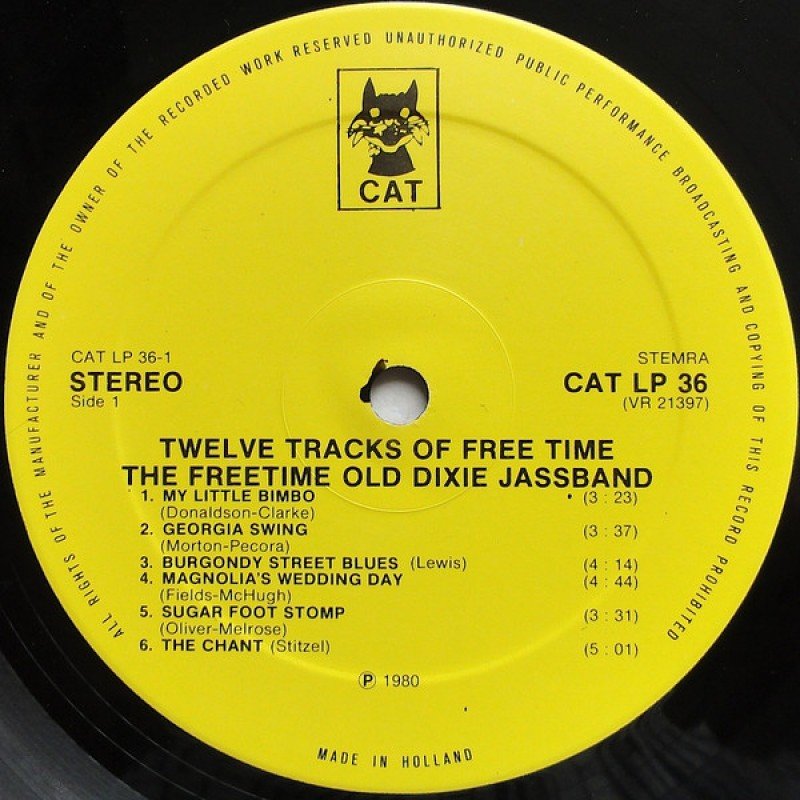 ALL RIGHTS OF THE MANUFACTURER AND OF THE OWNER OF THE RECORDED WORK RESERVED UNAUTHORIZED PUBLIC PERFORMANCE BROADCASTING AND COPYING OF THIS RECORD PROHIBITED
CAT
CAT LP 36-1
STEREO
Side 1
STEMRA
CAT LP 36
(VR 21397)
TWELVE TRACKS OF FREE TIME
THE FREETIME OLD DIXIE JASSBAND
1. MY LITTLE BIMBO (3 : 23)
(Donaldson-Clarke)
2. GEORGIA SWING (3 : 37)
(Morton-Pecora)
3. BURGONDY STREET BLUES (Lewis) (4 : 14)
4. MAGNOLIA'S WEDDING DAY (4 : 44)
(Fields-McHugh)
5. SUGAR FOOT STOMP (3 : 31)
(Oliver-Melrose)
6. THE CHANT (Stitzel) (5 : 01)
℗ 1980
MADE IN HOLLAND